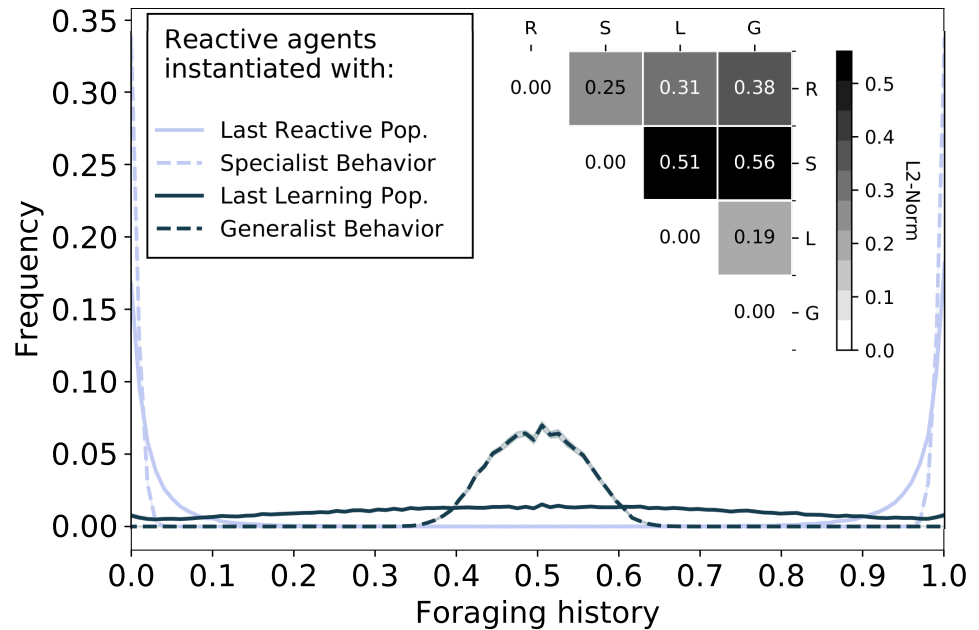 Reactive agents
instantiated with:
Last Reactive Pop.
Specialist Behavior
Last Learning Pop.
Generalist Behavior
R S L G
0.00 0.25 0.31 0.38 R
0.00 0.51 0.56 S
0.00 0.19 L
0.00 G
0.5
0.4
0.3
0.2
0.1
0.0
L2-Norm
0.35
0.30
0.25
0.20
0.15
0.10
0.05
0.00
Frequency
0.0 0.1 0.2 0.3 0.4 0.5 0.6 0.7 0.8 0.9 1.0
Foraging history